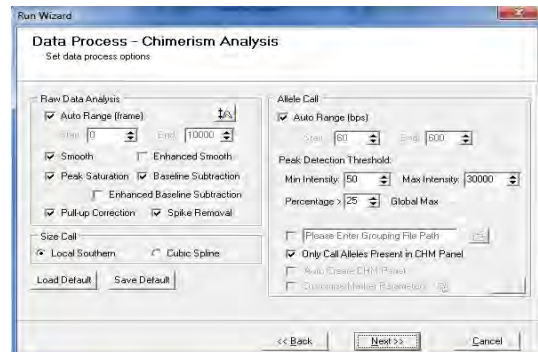 Run Wizard
Data Process - Chimerism Analysis
Set data process options
Raw Data Analysis
Auto Range (frame)
Start: 0 End: 10000
Smooth Enhanced Smooth
Peak Saturation Baseline Subtraction
Enhanced Baseline Subtraction
Pull-up Correction Spike Removal
Size Call
Local Southern Cubic Spline
Load Default Save Default
Allele Call
Auto Range (bps)
Start: 60 End: 600
Peak Detection Threshold:
Min Intensity: 50 Max Intensity: 30000
Percentage > 25 Global Max
Please Enter Grouping File Path
Only Call Alleles Present in CHM Panel
Auto Create CHM Panel
Customize Marker Parameters
<< Back Next >> Cancel